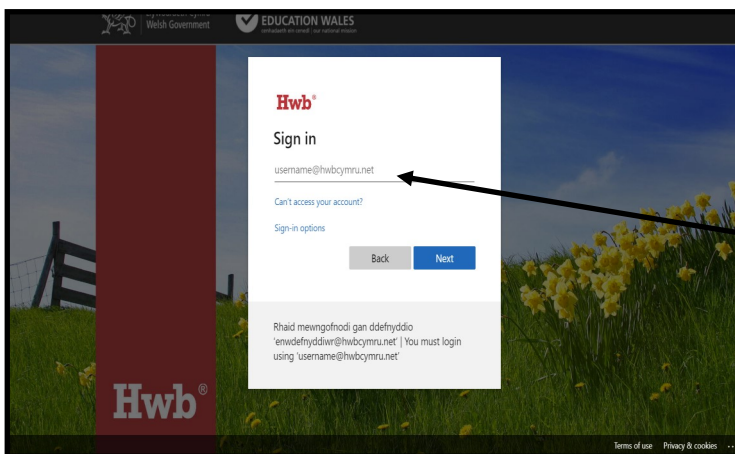 Welsh Government
EDUCATION WALES
Hwb®
Sign in
username@hwbcymru.net
Can't access your account?
Sign-in options
Back
Next
Rhaid mewngofnodi gan ddefnyddio
'enwdefnyddiwr@hwbcymru.net' | You must login
using 'username@hwbcymru.net'
Hwb®
Terms of use
Privacy & cookies